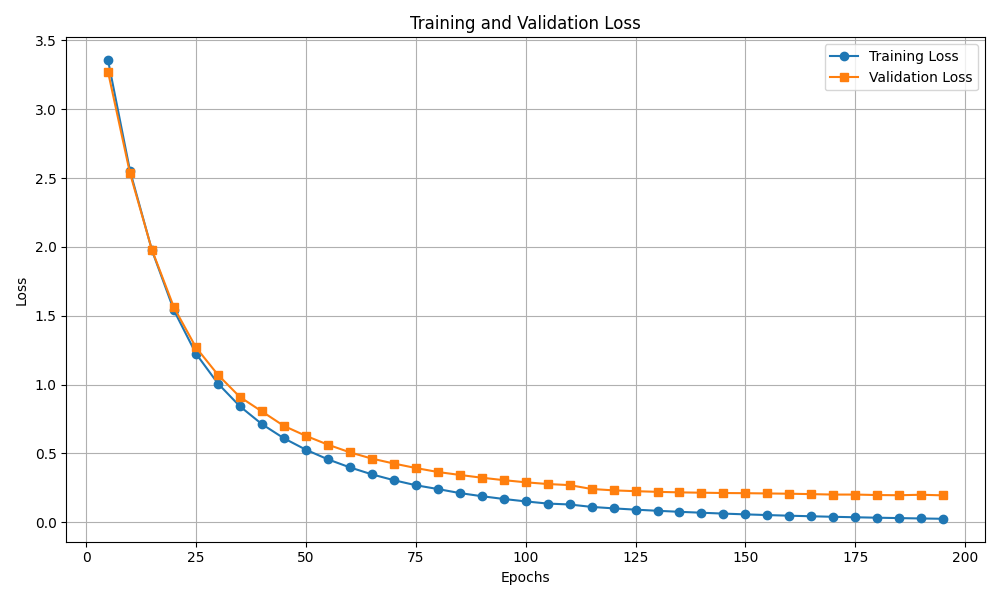 Training and Validation Loss
Training Loss
Validation Loss
3.5
3.0
2.5
2.0
1.5
1.0
0.5
0.0
Loss
0 25 50 75 100 125 150 175 200
Epochs